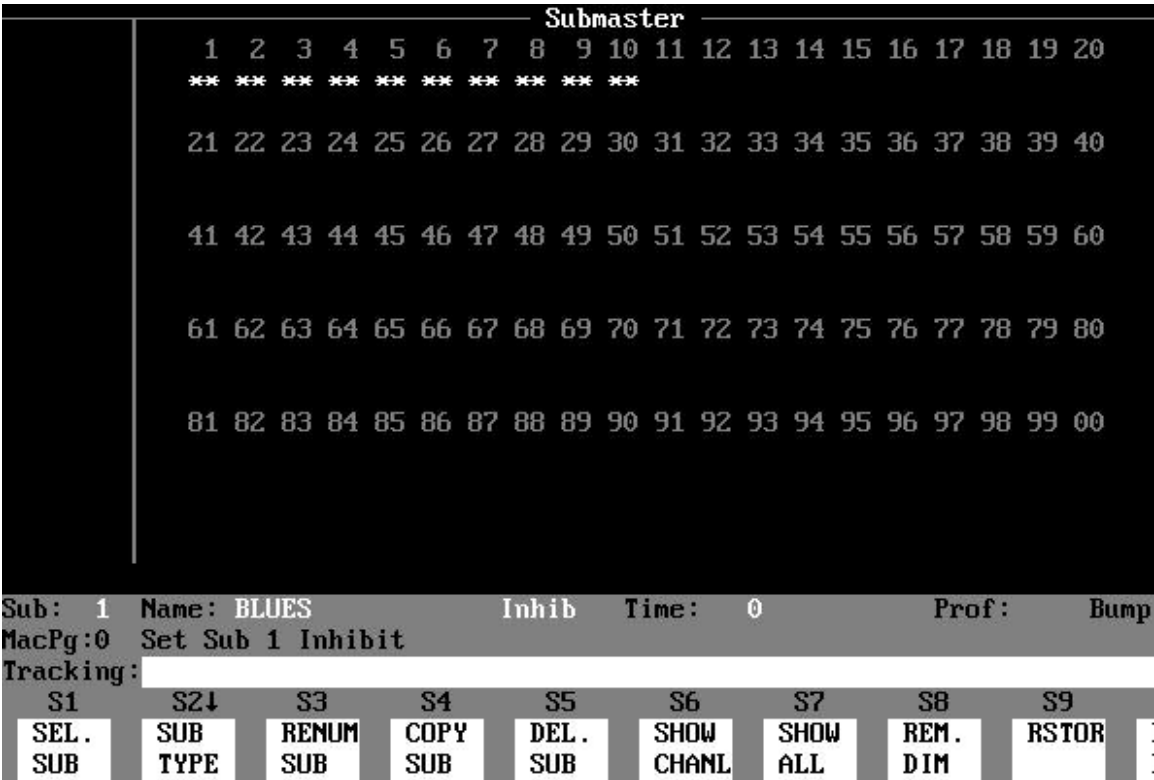 Submaster
1 2 3 4 5 6 7 8 9 10 11 12 13 14 15 16 17 18 19 20
** ** ** ** ** ** ** ** ** **
21 22 23 24 25 26 27 28 29 30 31 32 33 34 35 36 37 38 39 40
41 42 43 44 45 46 47 48 49 50 51 52 53 54 55 56 57 58 59 60
61 62 63 64 65 66 67 68 69 70 71 72 73 74 75 76 77 78 79 80
81 82 83 84 85 86 87 88 89 90 91 92 93 94 95 96 97 98 99 00
Sub: 1 Name: BLUES Inhib Time: 0 Prof: Bump
MacPg:0 Set Sub 1 Inhibit
Tracking:
S1 S2↓ S3 S4 S5 S6 S7 S8 S9
SEL. SUB RENUM COPY DEL. SHOW SHOW REM. RSTOR
SUB TYPE SUB SUB SUB CHANL ALL DIM